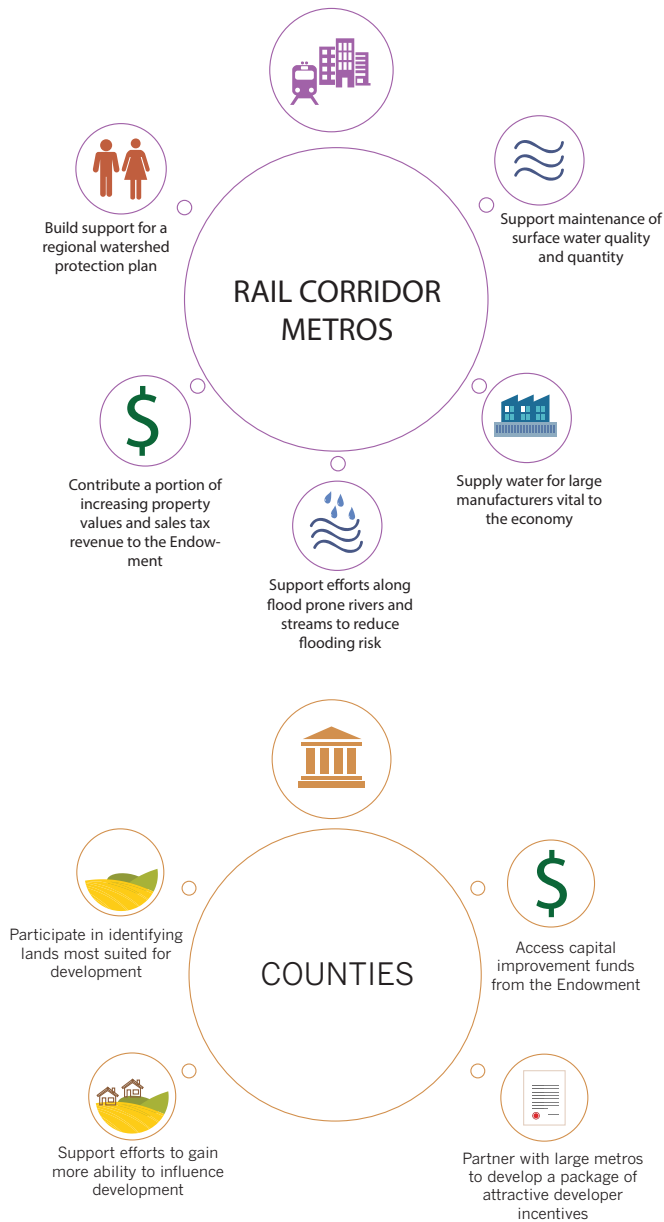 Build support for a
regional watershed
protection plan
Support maintenance of
surface water quality
and quantity
RAIL CORRIDOR
METROS
Contribute a portion of
increasing property
values and sales tax
revenue to the Endow-
ment
Supply water for large
manufacturers vital to
the economy
Support efforts along
flood prone rivers and
streams to reduce
flooding risk
Participate in identifying
lands most suited for
development
Access capital
improvement funds
from the Endowment
COUNTIES
Support efforts to gain
more ability to influence
development
Partner with large metros
to develop a package of
attractive developer
incentives